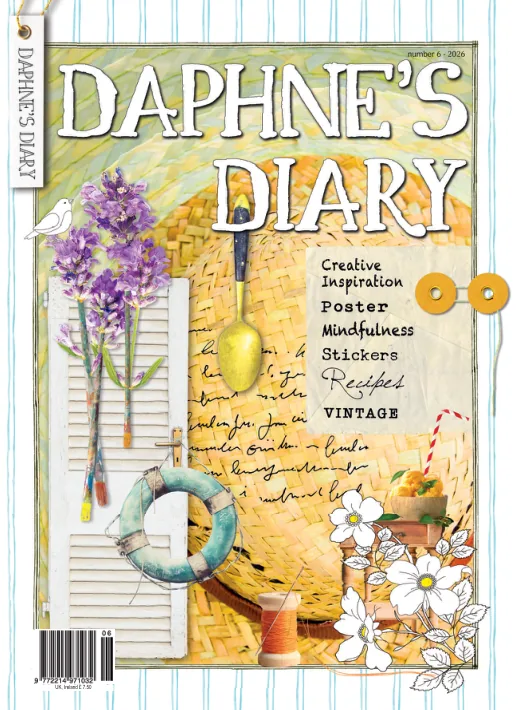 number 6 - 2026
DAPHNE'S DIARY
DAPHNE'S
DIARY
Creative
Inspiration
Poster
Mindfulness
Stickers
Recipes
VINTAGE
06
9 772214 971032
UK, Ireland £ 7.50